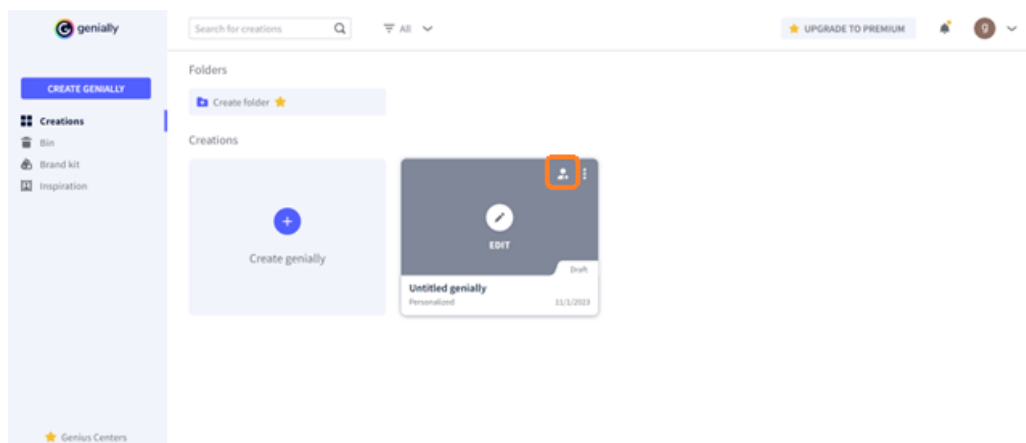 genially
Search for creations
All
UPGRADE TO PREMIUM
g
CREATE GENIALLY
Creations
Bin
Brand kit
Inspiration
Genius Centers
Folders
Create folder
Creations
Create genially
EDIT
Draft
Untitled genially
Personalized
11/1/2023